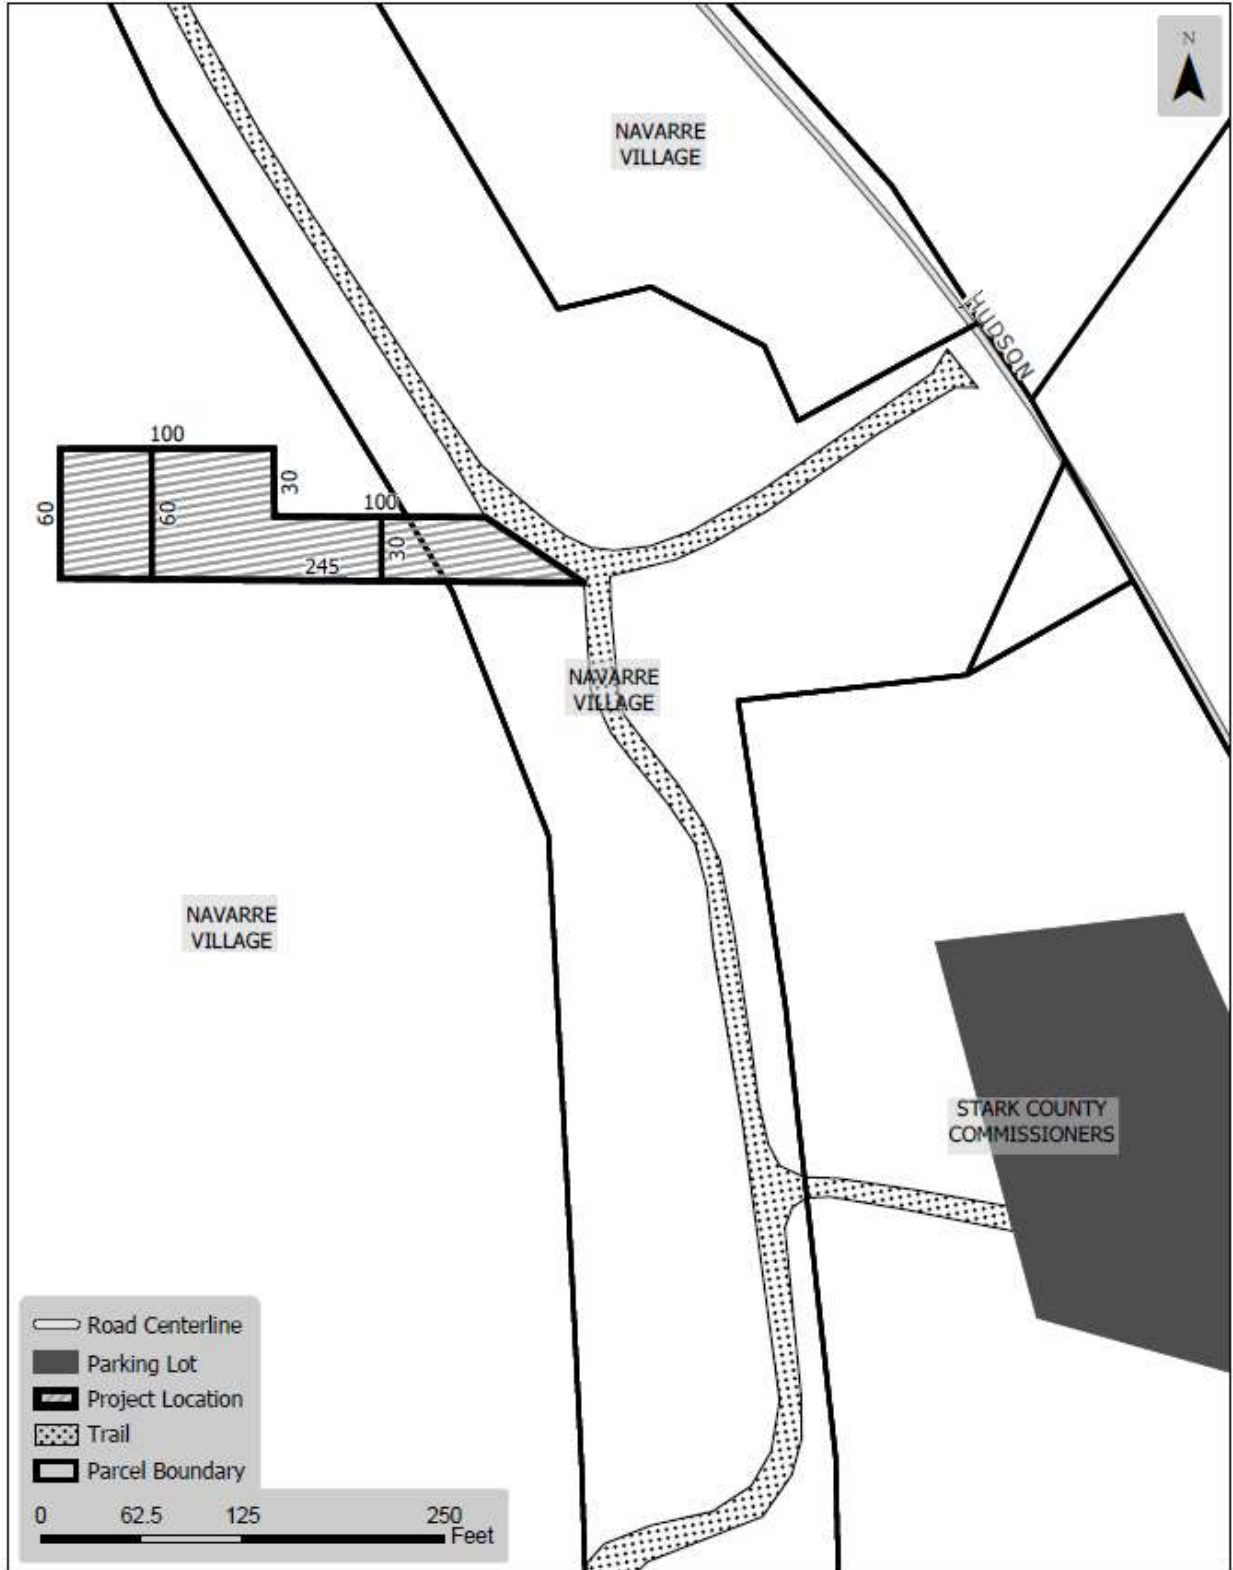 N
NAVARRE
VILLAGE
HUDSON
100
60
60
30
100
30
245
NAVARRE
VILLAGE
NAVARRE
VILLAGE
STARK COUNTY
COMMISSIONERS
Road Centerline
Parking Lot
Project Location
Trail
Parcel Boundary
0 62.5 125 250
Feet